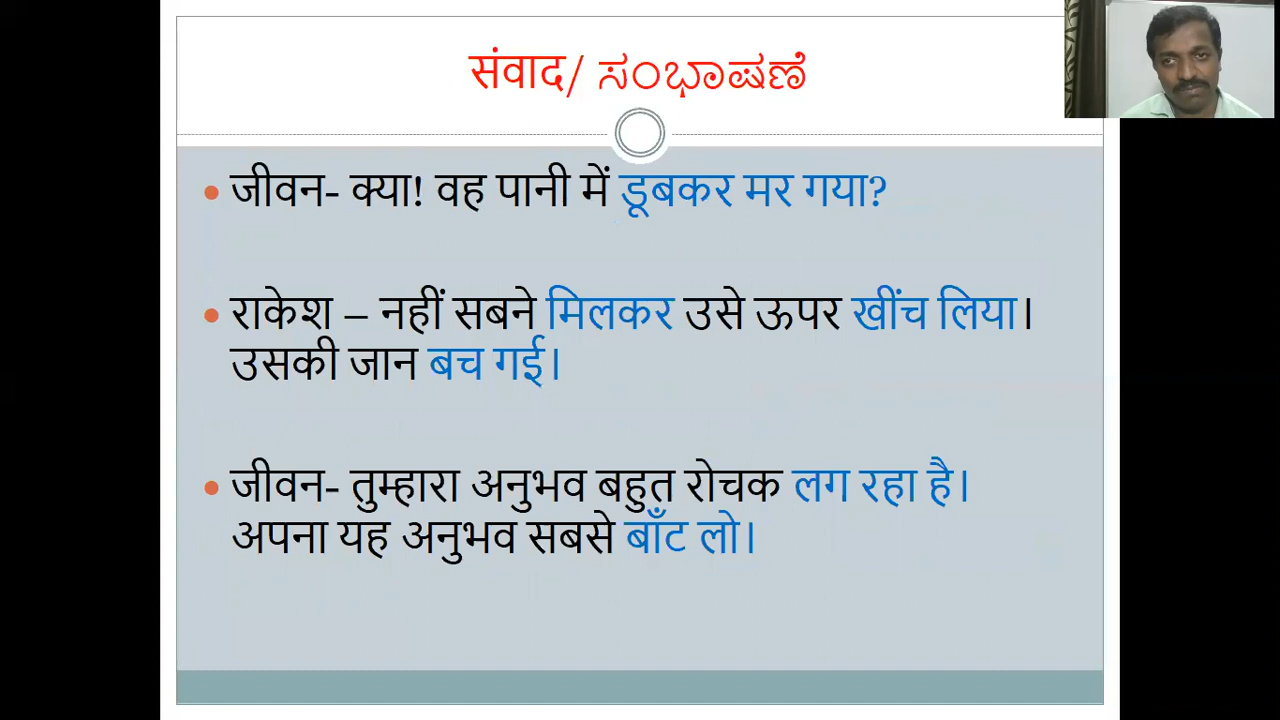 संवाद/ ಸಂಭಾಷಣೆ
जीवन- क्या! वह पानी में डूबकर मर गया?
राकेश – नहीं सबने मिलकर उसे ऊपर खींच लिया।
उसकी जान बच गई।
जीवन- तुम्हारा अनुभव बहुत रोचक लग रहा है।
अपना यह अनुभव सबसे बाँट लो।